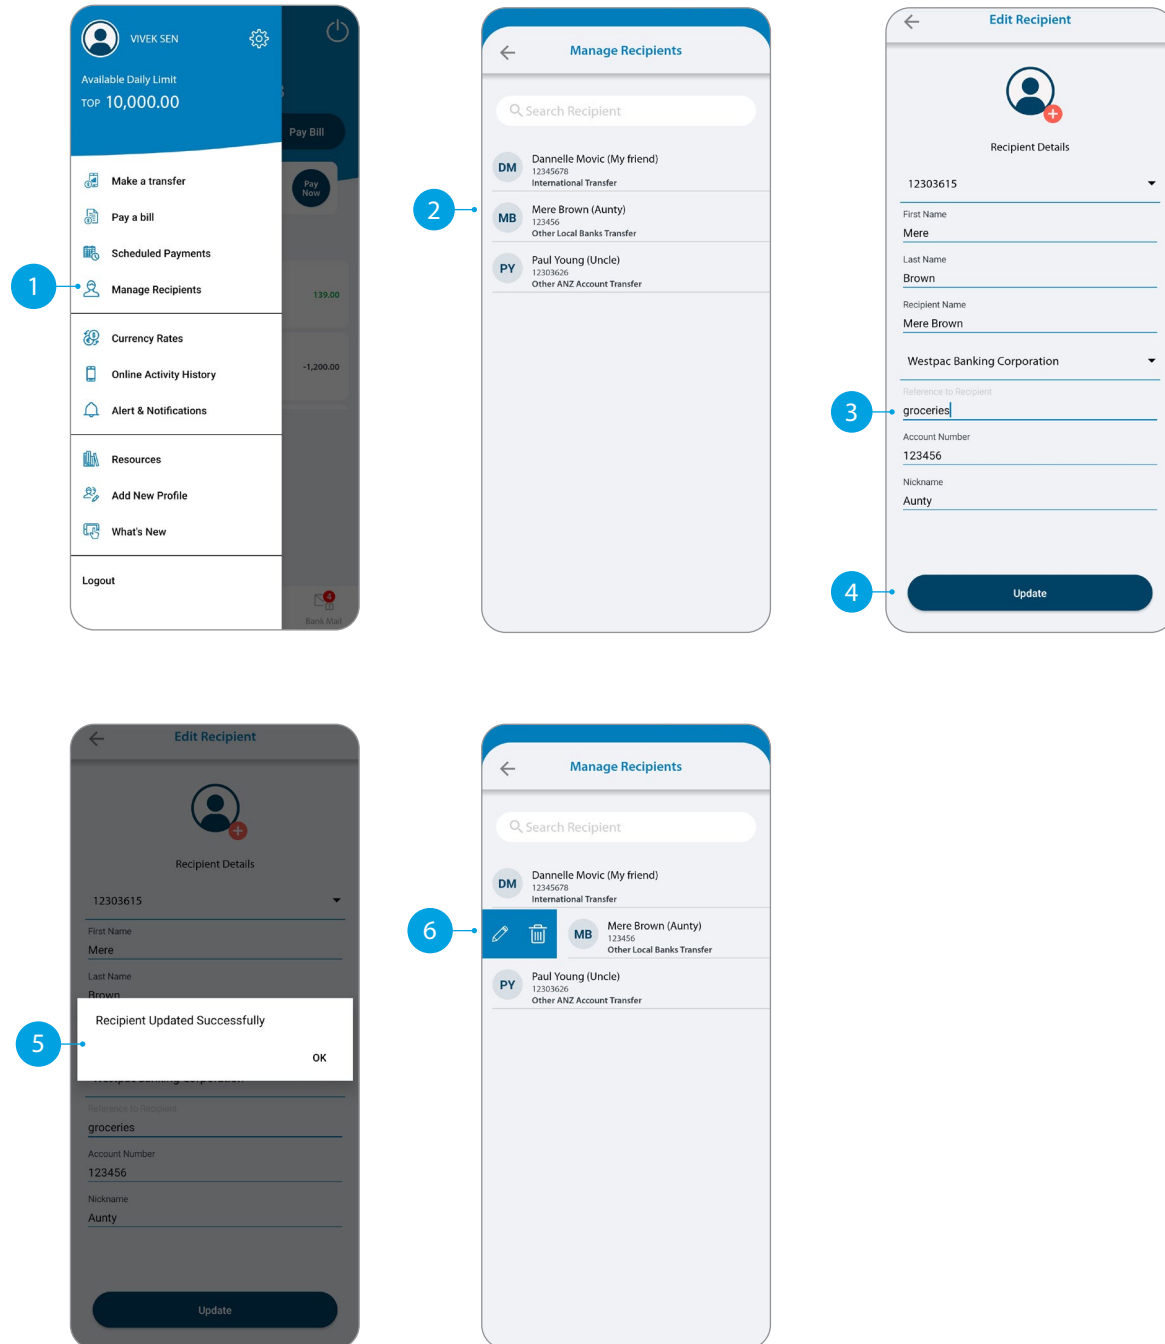 VIVEK SEN
Available Daily Limit
TOP 10,000.00
Pay Bill
Make a transfer
Pay Now
Pay a bill
Scheduled Payments
1
Manage Recipients
139.00
Currency Rates
-1,200.00
Online Activity History
Alert & Notifications
Resources
Add New Profile
What's New
Logout
4
Bank Mail
Manage Recipients
Search Recipient
DM
Dannelle Movic (My friend)
12345678
International Transfer
2
MB
Mere Brown (Aunty)
123456
Other Local Banks Transfer
PY
Paul Young (Uncle)
12303626
Other ANZ Account Transfer
Edit Recipient
Recipient Details
12303615
First Name
Mere
Last Name
Brown
Recipient Name
Mere Brown
Westpac Banking Corporation
Reference to Recipient
3
groceries
Account Number
123456
Nickname
Aunty
4
Update
Edit Recipient
Recipient Details
12303615
First Name
Mere
Last Name
Brown
Recipient Updated Successfully
5
OK
Westpac Banking Corporation
Reference to Recipient
groceries
Account Number
123456
Nickname
Aunty
Update
Manage Recipients
Search Recipient
DM
Dannelle Movic (My friend)
12345678
International Transfer
6
MB
Mere Brown (Aunty)
123456
Other Local Banks Transfer
PY
Paul Young (Uncle)
12303626
Other ANZ Account Transfer